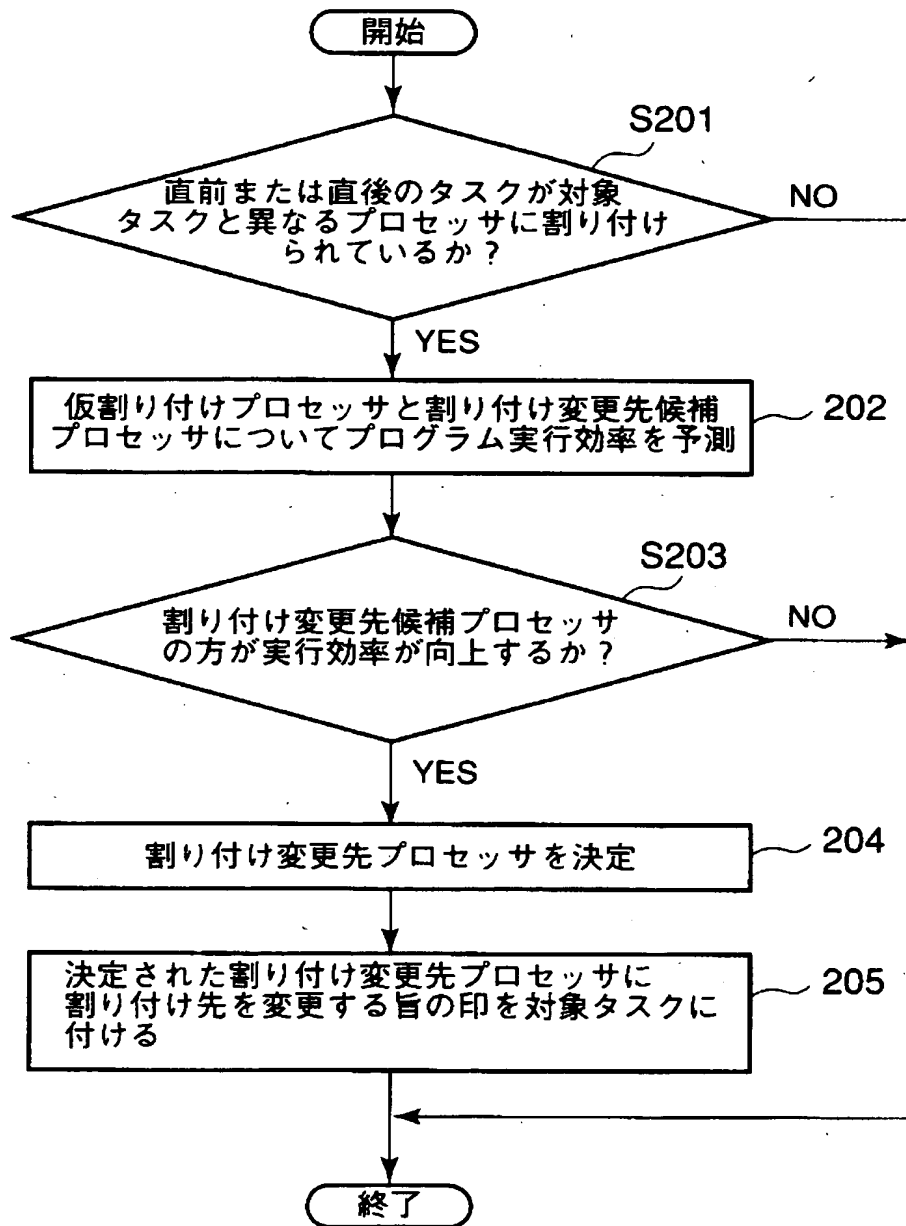 開始
S201
直前または直後のタスクが対象
タスクと異なるプロセッサに割り付け
られているか?
NO
YES
仮割り付けプロセッサと割り付け変更先候補
プロセッサについてプログラム実行効率を予測
202
S203
割り付け変更先候補プロセッサ
の方が実行効率が向上するか?
NO
YES
割り付け変更先プロセッサを決定
204
決定された割り付け変更先プロセッサに
割り付け先を変更する旨の印を対象タスクに
付ける
205
終了